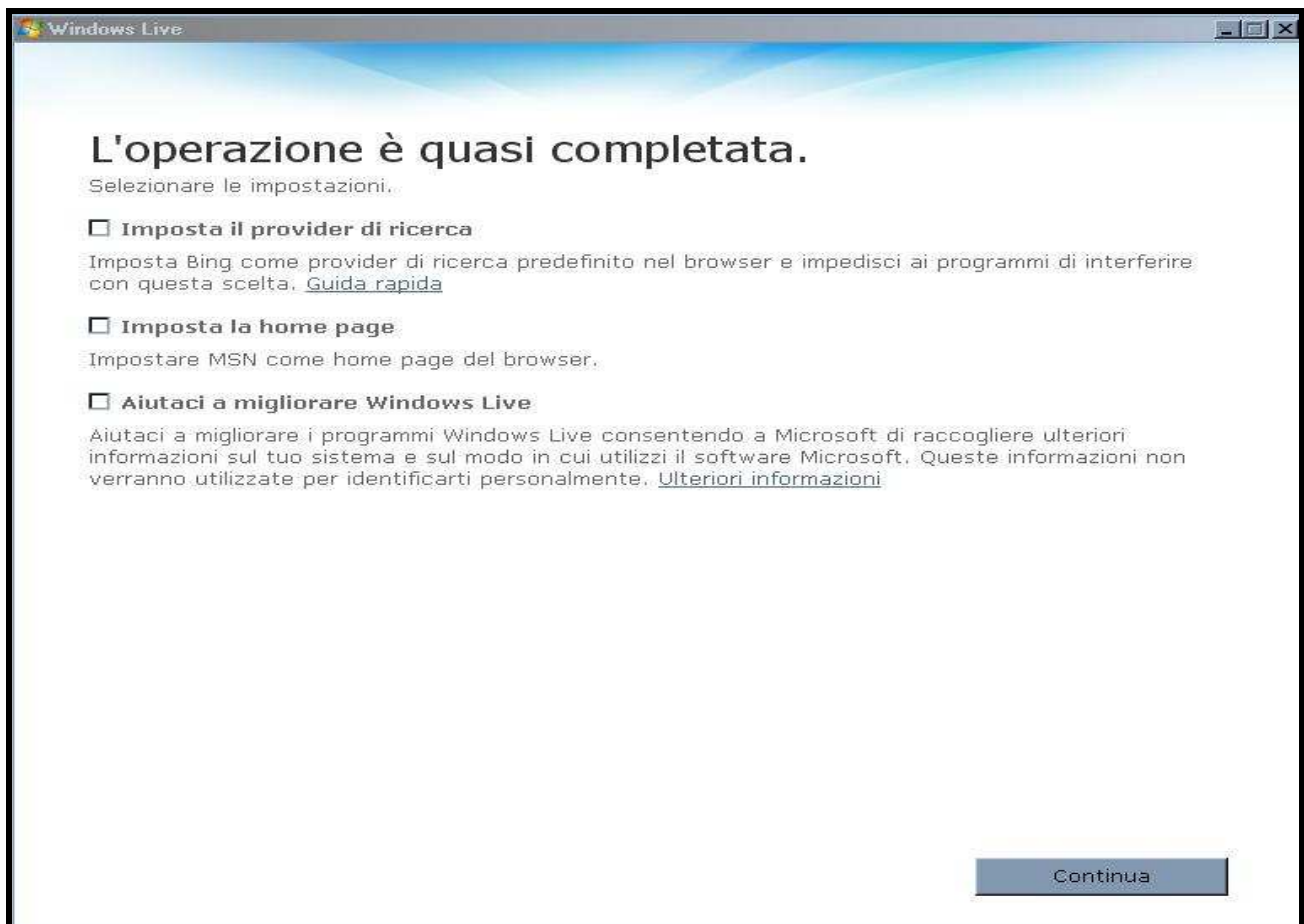 Windows Live
L'operazione è quasi completata.
Selezionare le impostazioni.
Imposta il provider di ricerca
Imposta Bing come provider di ricerca predefinito nel browser e impedisci ai programmi di interferire
con questa scelta. Guida rapida
Imposta la home page
Impostare MSN come home page del browser.
Aiutaci a migliorare Windows Live
Aiutaci a migliorare i programmi Windows Live consentendo a Microsoft di raccogliere ulteriori
informazioni sul tuo sistema e sul modo in cui utilizzi il software Microsoft. Queste informazioni non
verranno utilizzate per identificarti personalmente. Ulteriori informazioni
Continua